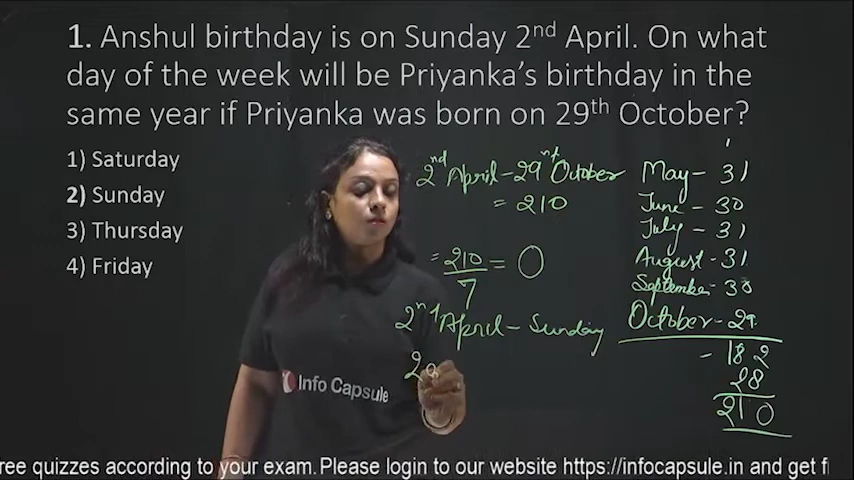 1. Anshul birthday is on Sunday 2nd April. On what
day of the week will be Priyanka's birthday in the
same year if Priyanka was born on 29th October?
1) Saturday
2) Sunday
3) Thursday
4) Friday
2nd April - 29nt October
= 210
= 210/7 = 0
2nd April - Sunday
2
May - 31
June - 30
July - 31
August - 31
September - 30
October - 29
- 182
28
210
Info Capsule
ree quizzes according to your exam.Please login to our website https://infocapsule.in and get f